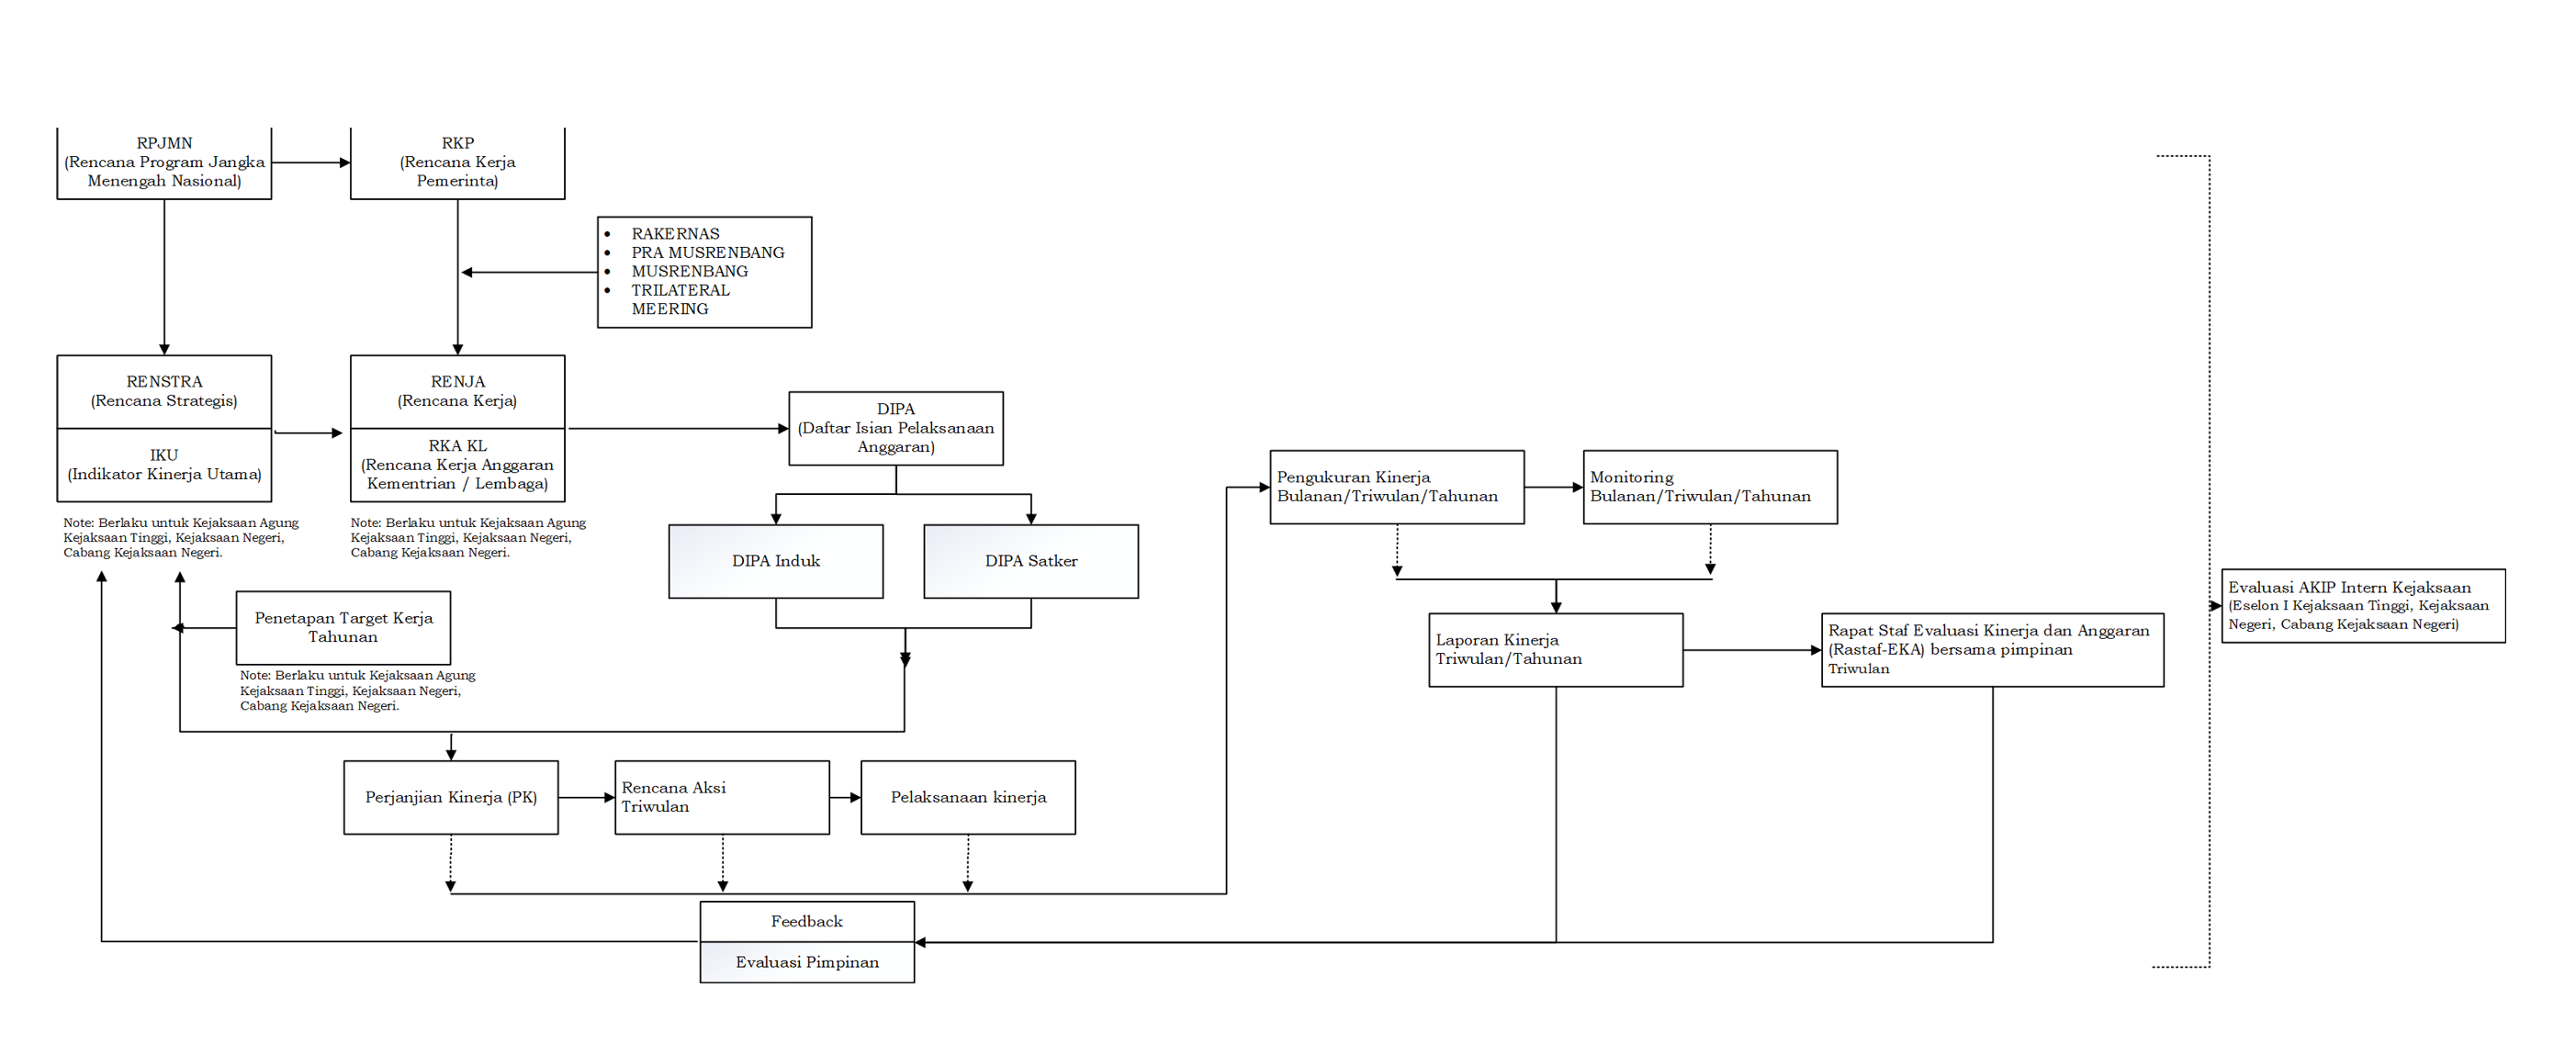 RPJMN
(Rencana Program Jangka
Menengah Nasional)
RKP
(Rencana Kerja
Pemerinta)
• RAKERNAS
• PRA MUSRENBANG
• MUSRENBANG
• TRILATERAL
MEERING
RENSTRA
(Rencana Strategis)
IKU
(Indikator Kinerja Utama)
RENJA
(Rencana Kerja)
RKA KL
(Rencana Kerja Anggaran
Kementrian / Lembaga)
DIPA
(Daftar Isian Pelaksanaan
Anggaran)
Note: Berlaku untuk Kejaksaan Agung
Kejaksaan Tinggi, Kejaksaan Negeri,
Cabang Kejaksaan Negeri.
Note: Berlaku untuk Kejaksaan Agung
Kejaksaan Tinggi, Kejaksaan Negeri,
Cabang Kejaksaan Negeri.
DIPA Induk
DIPA Satker
Penetapan Target Kerja
Tahunan
Note: Berlaku untuk Kejaksaan Agung
Kejaksaan Tinggi, Kejaksaan Negeri,
Cabang Kejaksaan Negeri.
Perjanjian Kinerja (PK)
Rencana Aksi
Triwulan
Pelaksanaan kinerja
Pengukuran Kinerja
Bulanan/Triwulan/Tahunan
Monitoring
Bulanan/Triwulan/Tahunan
Laporan Kinerja
Triwulan/Tahunan
Rapat Staf Evaluasi Kinerja dan Anggaran
(Rastaf-EKA) bersama pimpinan
Triwulan
Evaluasi AKIP Intern Kejaksaan
(Eselon I Kejaksaan Tinggi, Kejaksaan
Negeri, Cabang Kejaksaan Negeri)
Feedback
Evaluasi Pimpinan